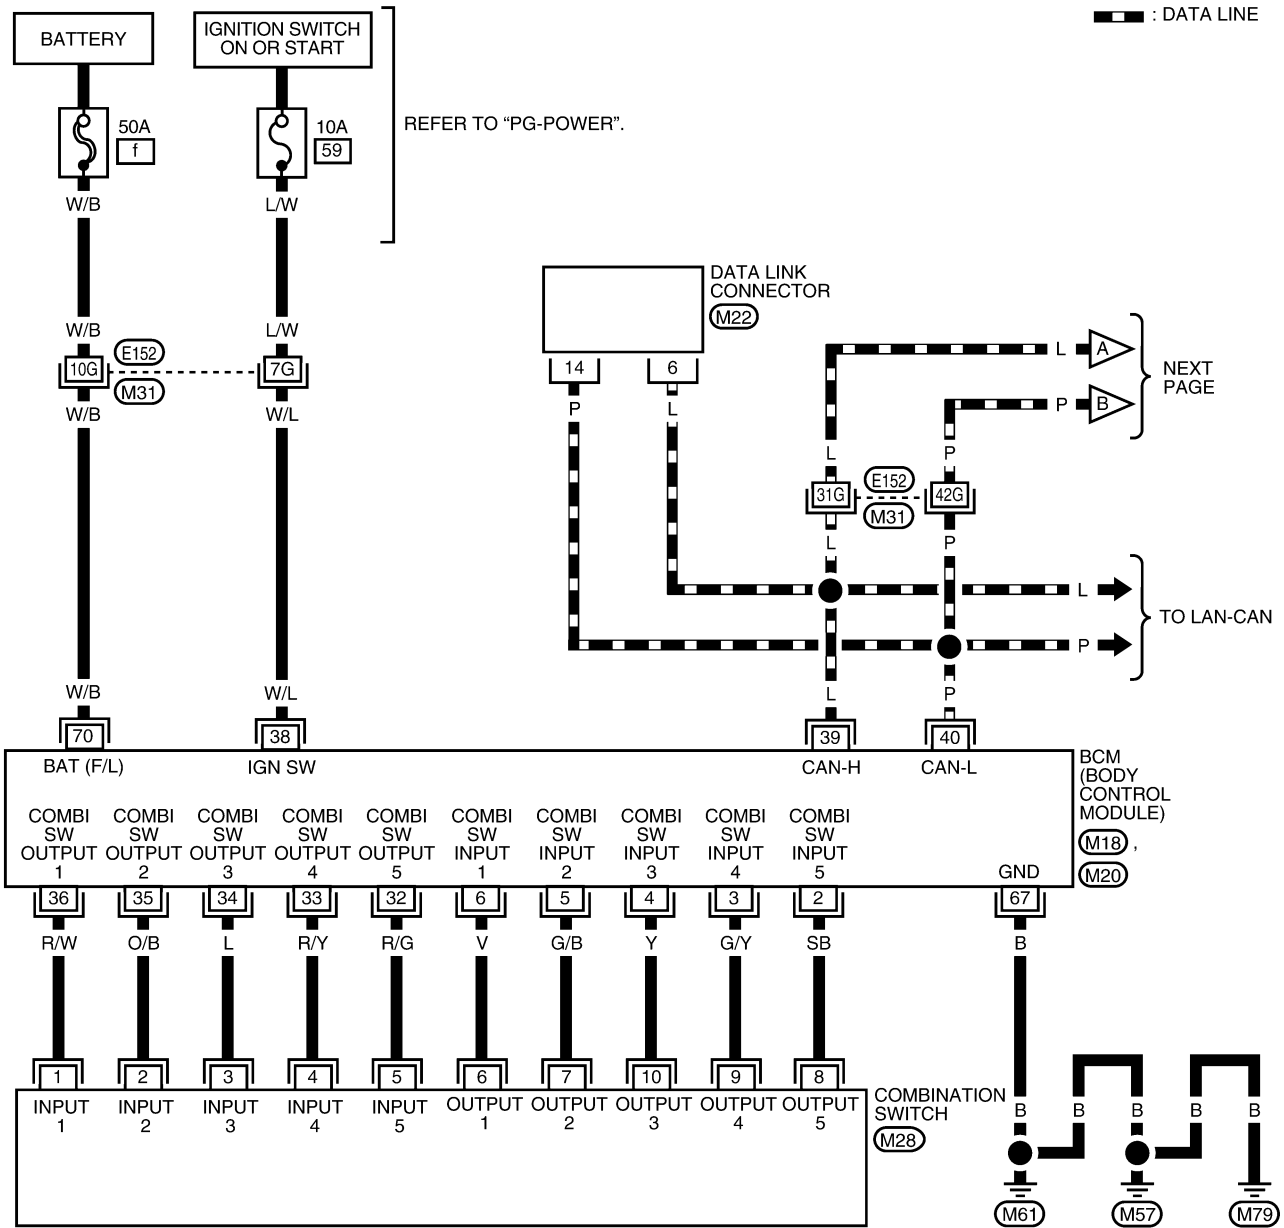 : DATA LINE
BATTERY
IGNITION SWITCH
ON OR START
50A
f
10A
59
REFER TO “PG-POWER”.
W/B
L/W
DATA LINK
CONNECTOR
M22
W/B
L/W
10G
E152
M31
7G
W/B
W/L
14
6
P
L
L
A
P
B
NEXT
PAGE
L
P
31G
E152
M31
42G
L
P
L
P
TO LAN-CAN
W/B
W/L
L
P
70
38
39
40
BAT (F/L)
IGN SW
CAN-H
CAN-L
BCM
(BODY
CONTROL
MODULE)
M18 ,
M20
COMBI
SW
OUTPUT
1
COMBI
SW
OUTPUT
2
COMBI
SW
OUTPUT
3
COMBI
SW
OUTPUT
4
COMBI
SW
OUTPUT
5
COMBI
SW
INPUT
1
COMBI
SW
INPUT
2
COMBI
SW
INPUT
3
COMBI
SW
INPUT
4
COMBI
SW
INPUT
5
GND
36
35
34
33
32
6
5
4
3
2
67
R/W
O/B
L
R/Y
R/G
V
G/B
Y
G/Y
SB
B
1
2
3
4
5
6
7
10
9
8
INPUT
1
INPUT
2
INPUT
3
INPUT
4
INPUT
5
OUTPUT
1
OUTPUT
2
OUTPUT
3
OUTPUT
4
OUTPUT
5
COMBINATION
SWITCH
M28
B
B
B
B
B
M61
M57
M79